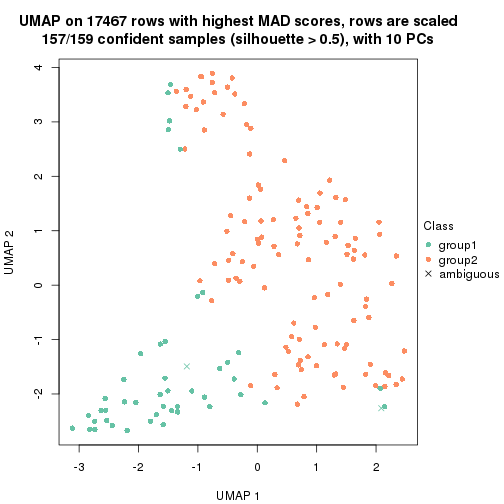 UMAP on 17467 rows with highest MAD scores, rows are scaled
157/159 confident samples (silhouette > 0.5), with 10 PCs
4
3
2
1
0
-1
-2
UMAP 2
-3
-2
-1
0
1
2
UMAP 1
Class
group1
group2
ambiguous